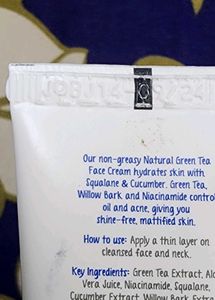 Our non-greasy Natural Green Tea
Face Cream hydrates skin with
Squalane & Cucumber. Green Tea,
Willow Bark and Niacinamide control
oil and acne, giving you
shine-free, mattified skin.
How to use: Apply a thin layer on
cleansed face and neck.
Key Ingredients: Green Tea Extract, Aloe
Vera Juice, Niacinamide, Squalane,
Cucumber Extract, Willow Bark